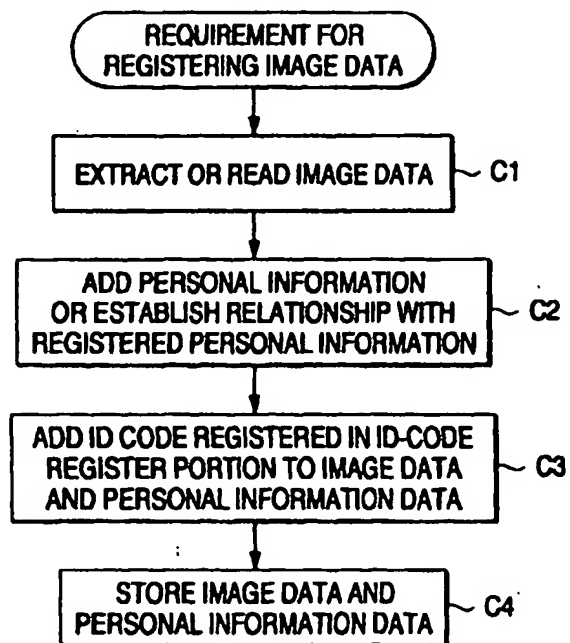 REQUIREMENT FOR
REGISTERING IMAGE DATA
EXTRACT OR READ IMAGE DATA
C1
ADD PERSONAL INFORMATION
OR ESTABLISH RELATIONSHIP WITH
REGISTERED PERSONAL INFORMATION
C2
ADD ID CODE REGISTERED IN ID-CODE
REGISTER PORTION TO IMAGE DATA
AND PERSONAL INFORMATION DATA
C3
STORE IMAGE DATA AND
PERSONAL INFORMATION DATA
C4